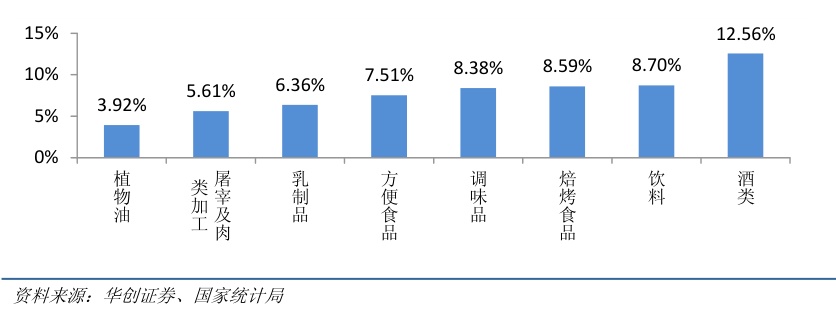 15%
10%
5%
0%
3.92%
5.61%
6.36%
7.51%
8.38%
8.59%
8.70%
12.56%
植物油
屠宰及肉
类加工
乳制品
方便食品
调味品
焙烤食品
饮料
酒类
资料来源：华创证券、国家统计局